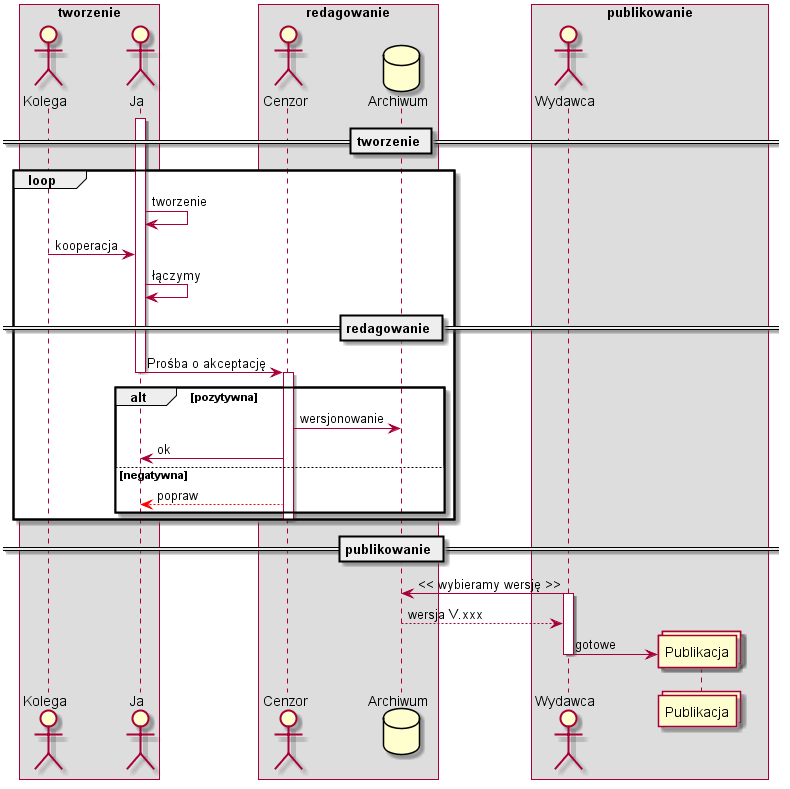 tworzenie
redagowanie
publikowanie
Kolega
Ja
Cenzor
Archiwum
Wydawca
tworzenie
loop
tworzenie
kooperacja
łączymy
redagowanie
Prośba o akceptację
alt
[pozytywna]
wersjonowanie
ok
[negatywna]
popraw
publikowanie
<< wybieramy wersję >>
wersja V.xxx
gotowe
Publikacja
Kolega
Ja
Cenzor
Archiwum
Wydawca
Publikacja